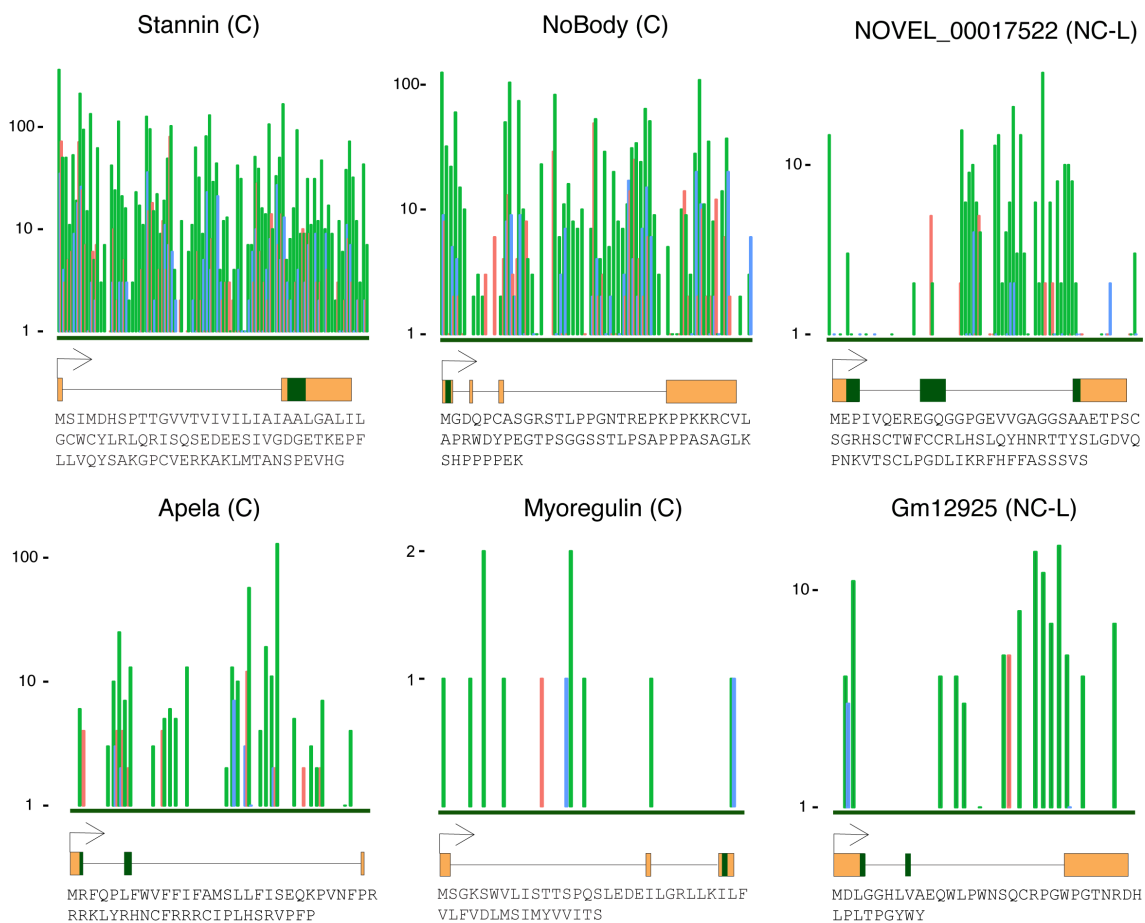 Stannin (C)
100
10
1
MSIMDHSPTTGVVTVIVILIAIAALGALIL
GCWCYLRLQRISQSEDEESIVGDGETKEPF
LLVQYSAKGPCVERKAKLMTANSPEVHG
NoBody (C)
100
10
1
MGDQPCASGRSTLPPGNTREPKPPKKRCVL
APRWDYPEGTPSGGSSTLPSAPPPASAGLK
SHPPPPEK
NOVEL_00017522 (NC-L)
10
1
MEPIVQEREGQGGPGEVVGAGGSAAETPSC
SGRHSCTWFCCRLHSLQYHNRTTYSLGDVQ
PNKVTSCLPGDLIKRFHFFASSSVS
Apela (C)
100
10
1
MRFQPLFWVFFIFAMSLLFISEQKPVNFPR
RRKLYRHNCFRRRCIPLHSRVPFP
Myoregulin (C)
2
1
MSGKSWVLISTTSPQSLEDEILGRLLKILF
VLFVDLMSIMYVVITS
Gm12925 (NC-L)
10
1
MDLGGHLVAEQWLPWNSQCRPGWPGTNRDH
LPLTPGYWY